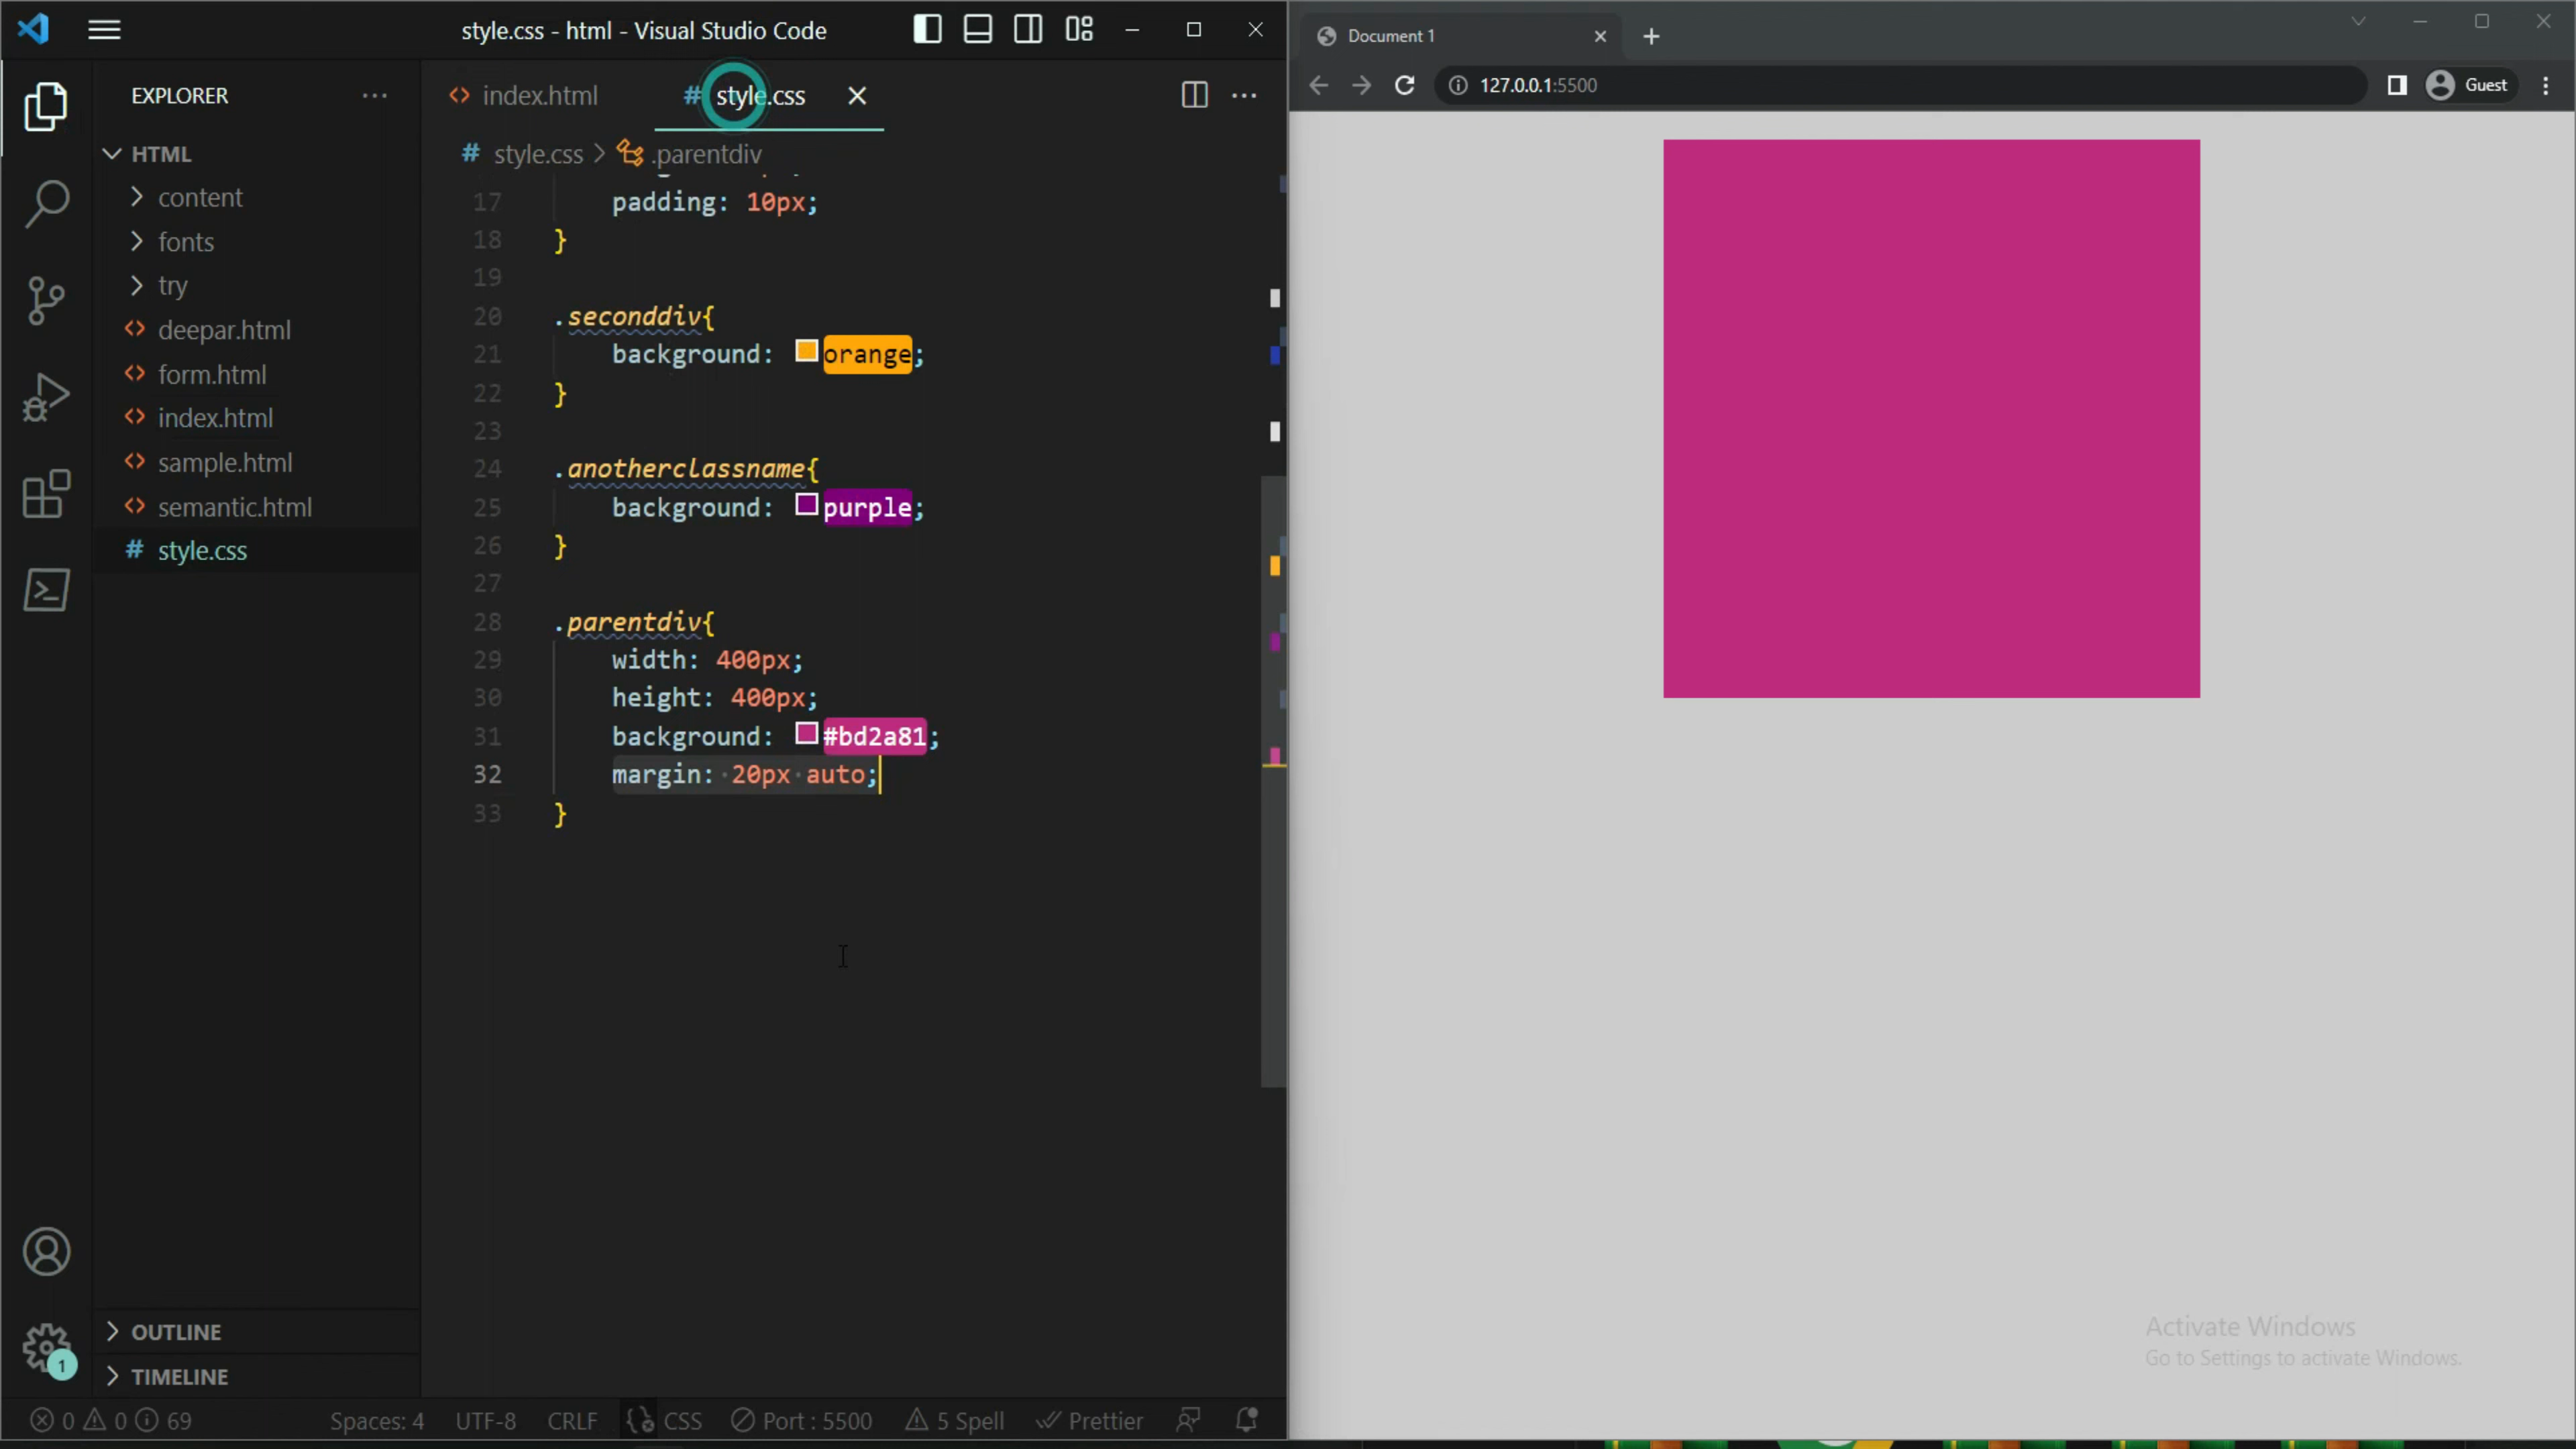 style.css - html - Visual Studio Code
EXPLORER
HTML
content
fonts
try
deepar.html
form.html
index.html
sample.html
semantic.html
# style.css
OUTLINE
TIMELINE
index.html
# style.css
# style.css > .parentdiv
17 padding: 10px;
18 }
19
20 .seconddiv{
21 background: orange;
22 }
23
24 .anotherclassname{
25 background: purple;
26 }
27
28 .parentdiv{
29 width: 400px;
30 height: 400px;
31 background: #bd2a81;
32 margin: 20px auto;
33 }
1
0 0 69 Spaces: 4 UTF-8 CRLF CSS Port : 5500 5 Spell Prettier
Document 1
127.0.0.1:5500
Guest
Activate Windows
Go to Settings to activate Windows.